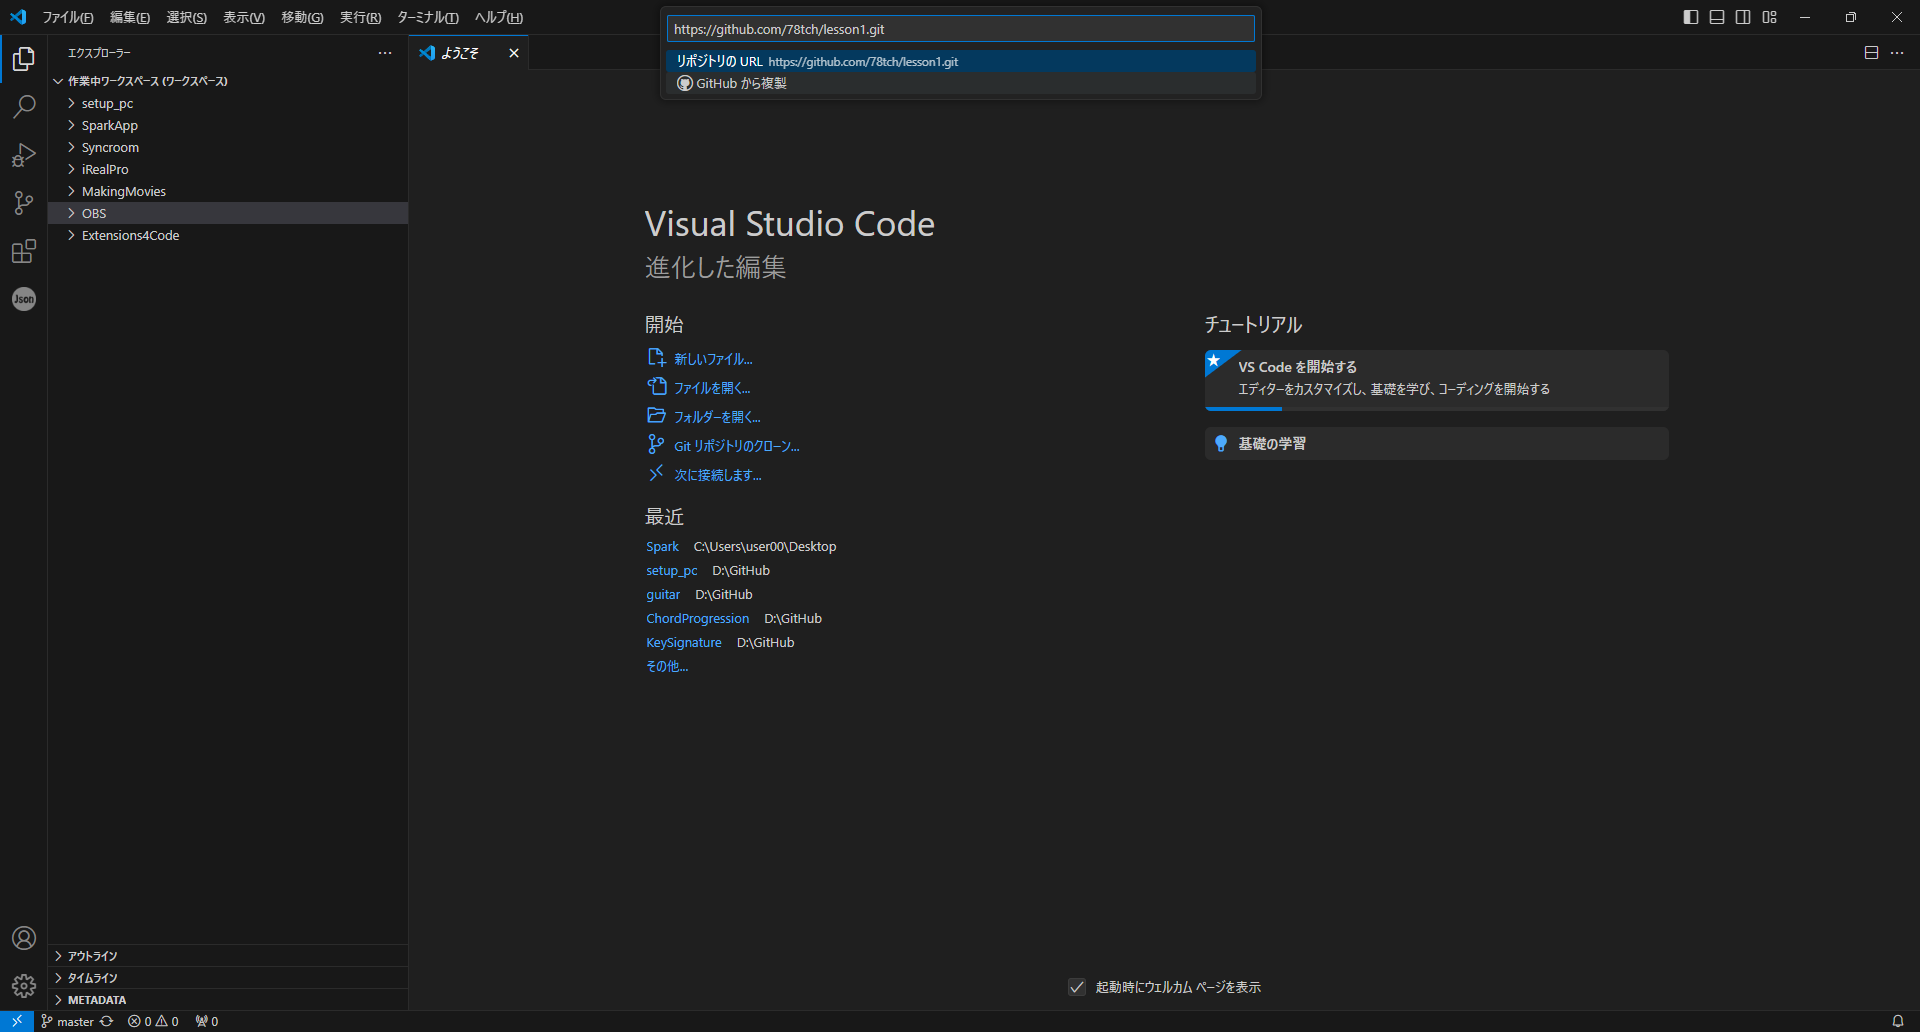 ファイル(F) 編集(E) 選択(S) 表示(V) 移動(G) 実行(R) ターミナル(T) ヘルプ(H)
https://github.com/78tch/lesson1.git
リポジトリの URL https://github.com/78tch/lesson1.git
GitHub から複製
エクスプローラー
ようこそ
作業中ワークスペース (ワークスペース)
setup_pc
SparkApp
Syncroom
iRealPro
MakingMovies
OBS
Extensions4Code
Json
Visual Studio Code
進化した編集
開始
新しいファイル...
ファイルを開く...
フォルダーを開く...
Git リポジトリのクローン...
次に接続します...
最近
Spark C:\Users\user00\Desktop
setup_pc D:\GitHub
guitar D:\GitHub
ChordProgression D:\GitHub
KeySignature D:\GitHub
その他...
チュートリアル
VS Code を開始する
エディターをカスタマイズし、基礎を学び、コーディングを開始する
基礎の学習
アウトライン
タイムライン
METADATA
起動時にウェルカム ページを表示
master 0 0 0